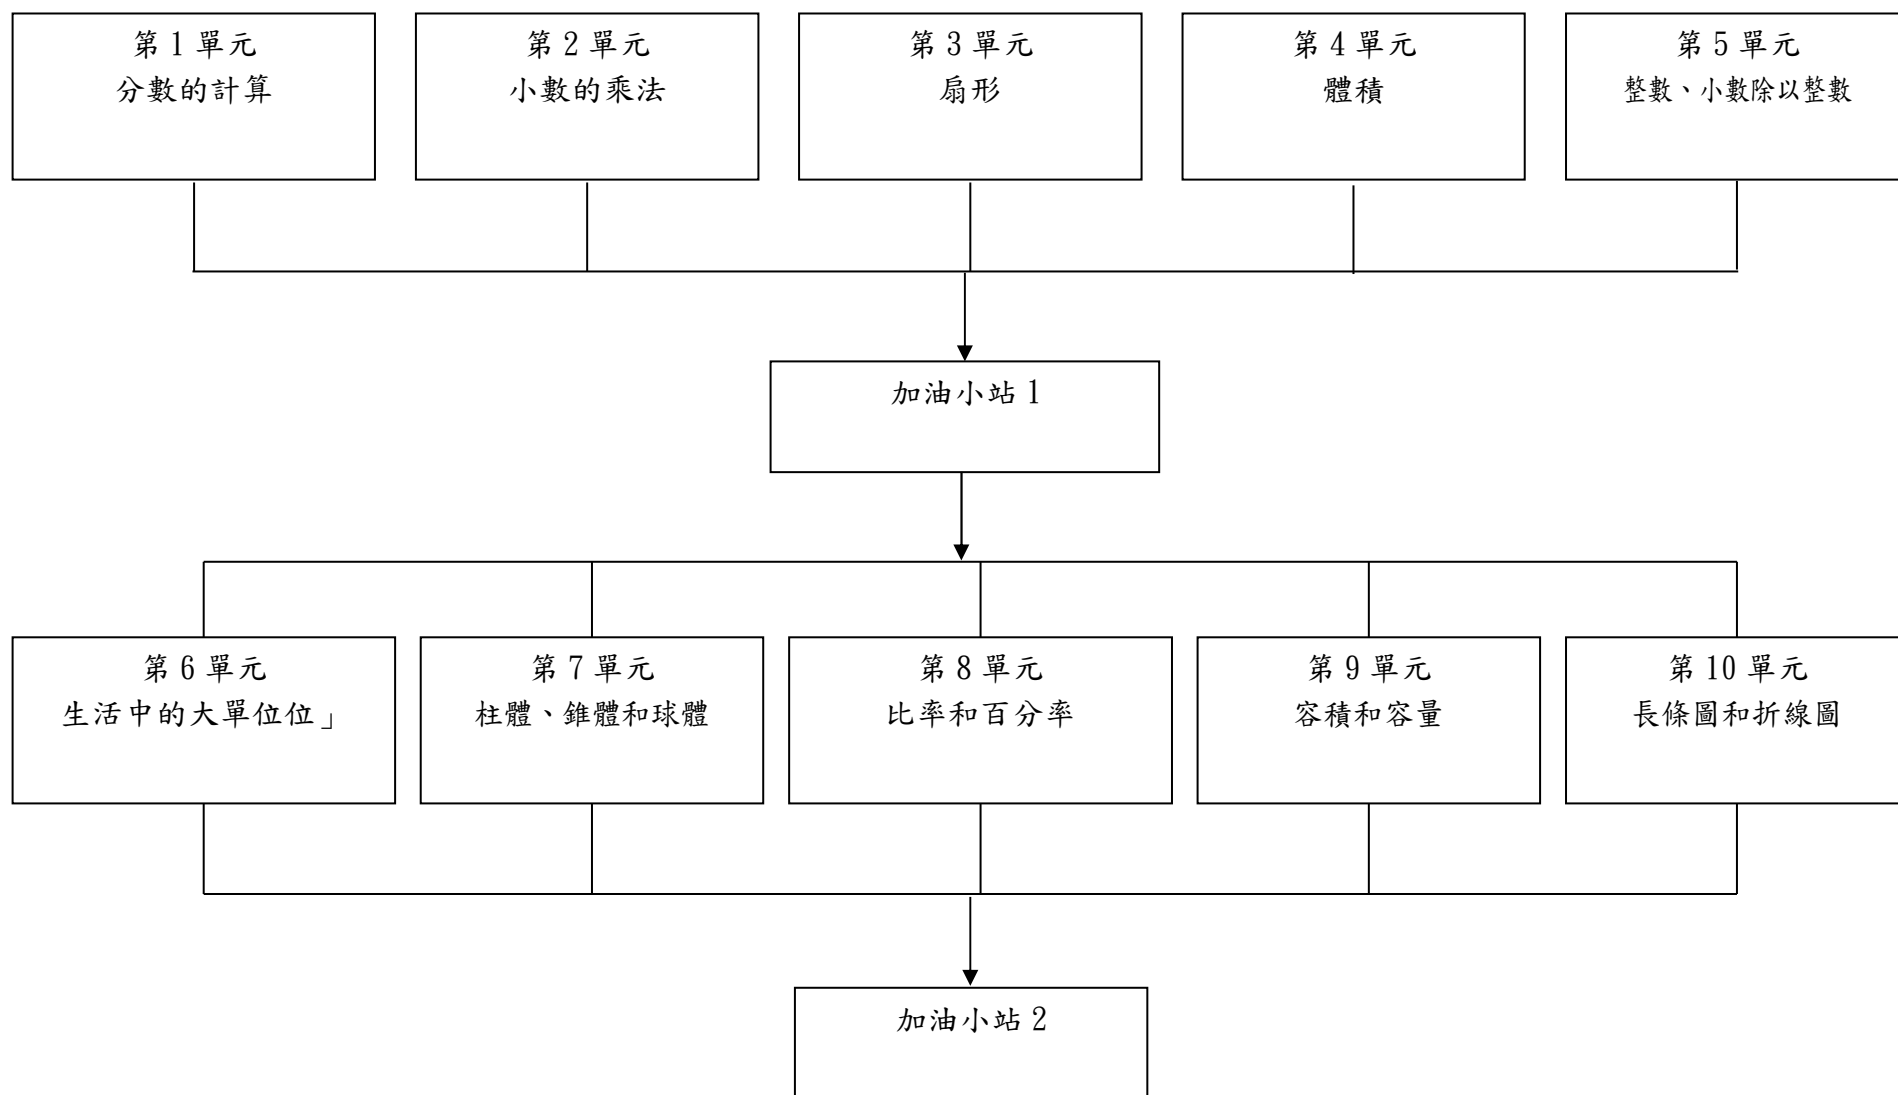 第1單元
分數的計算
第2單元
小數的乘法
第3單元
扇形
第4單元
體積
第5單元
整數、小數除以整數
加油小站1
第6單元
生活中的大單位位」
第7單元
柱體、錐體和球體
第8單元
比率和百分率
第9單元
容積和容量
第10單元
長條圖和折線圖
加油小站2